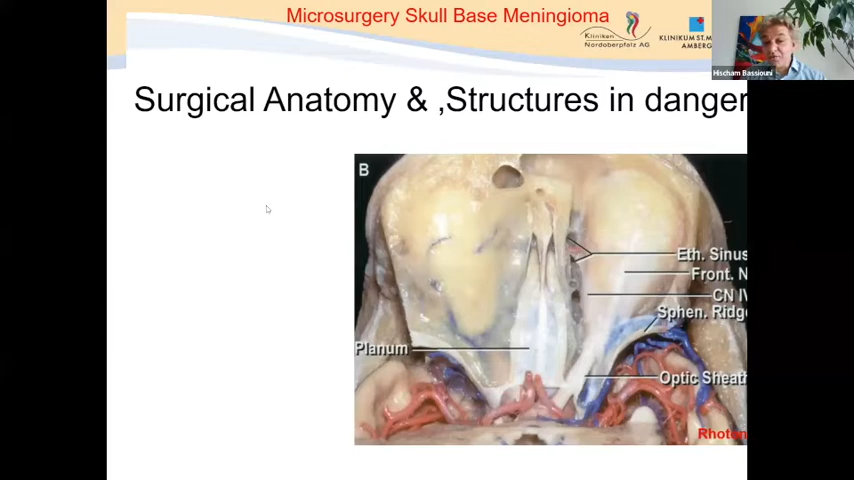 Microsurgery Skull Base Meningioma
Kliniken
Nordoberpfalz AG
KLINIKUM ST. M
AMBERG
Hischam Bassiouni
Surgical Anatomy & ,Structures in danger
B
Eth. Sinus
Front. N
CN IV
Sphen. Ridge
Planum
Optic Sheath
Rhoton